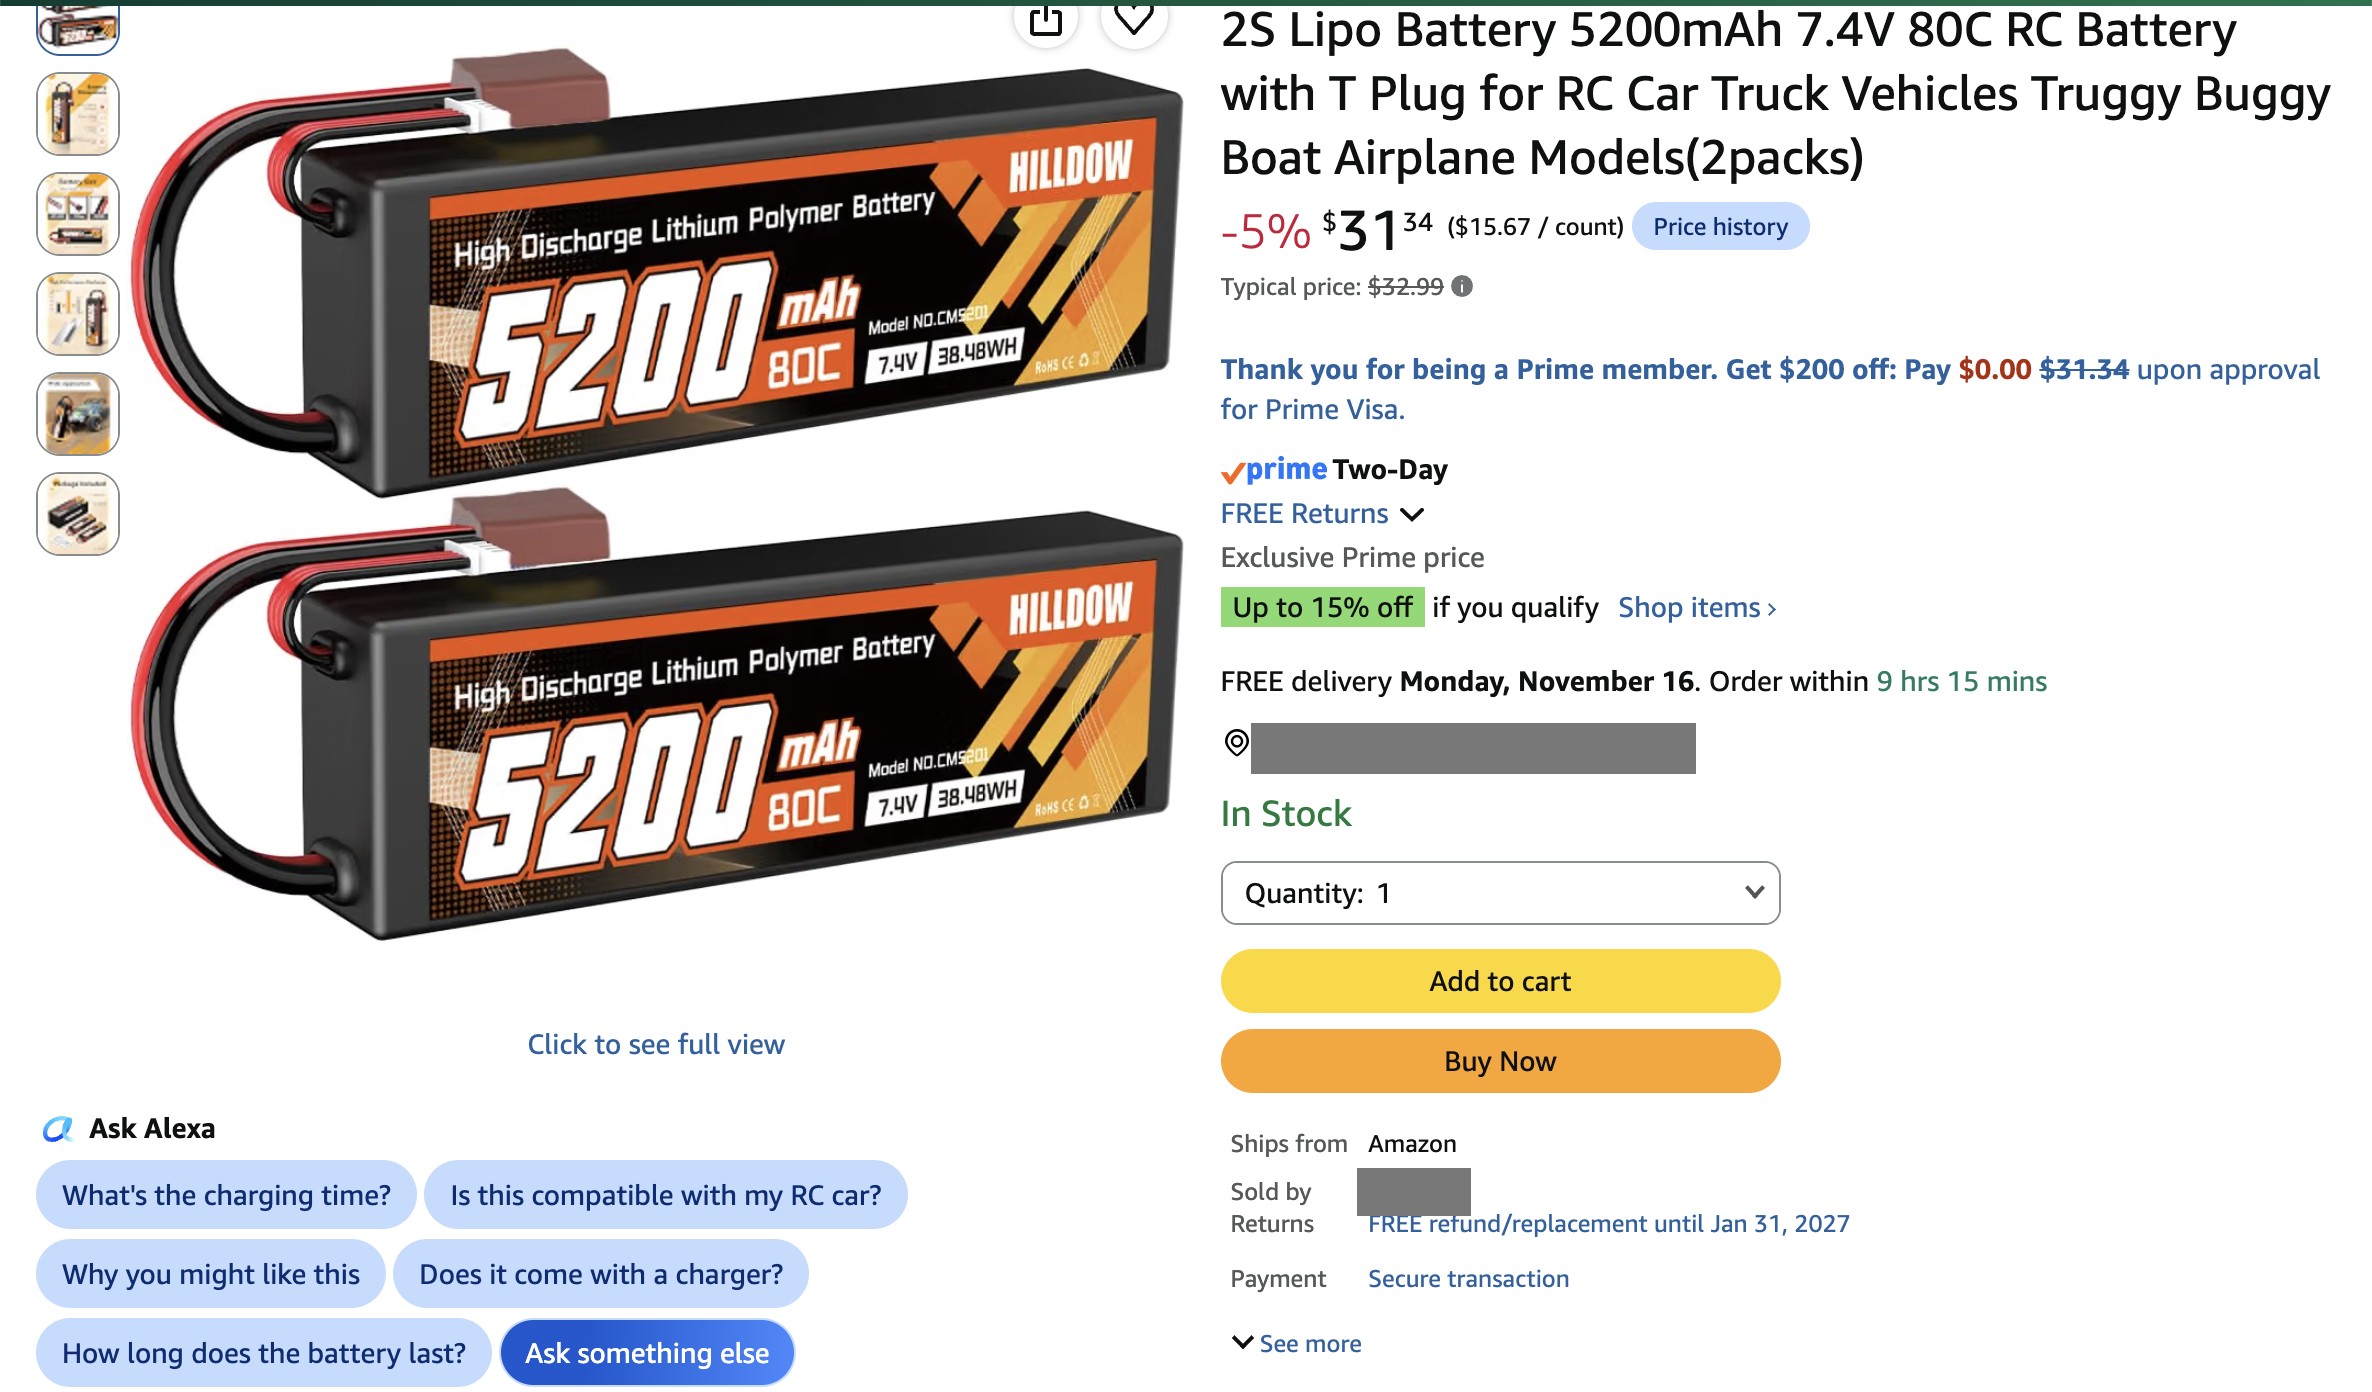 2S Lipo Battery 5200mAh 7.4V 80C RC Battery
with T Plug for RC Car Truck Vehicles Truggy Buggy
Boat Airplane Models(2packs)
-5% $31 34 ($15.67 / count) Price history
Typical price: $32.99
Thank you for being a Prime member. Get $200 off: Pay $0.00 $31.34 upon approval
for Prime Visa.
prime Two-Day
FREE Returns
Exclusive Prime price
Up to 15% off if you qualify Shop items ›
FREE delivery Monday, November 16. Order within 9 hrs 15 mins
In Stock
Quantity: 1
Add to cart
Buy Now
Ships from Amazon
Sold by
Returns FREE refund/replacement until Jan 31, 2027
Payment Secure transaction
See more
HILLDOW
High Discharge Lithium Polymer Battery
5200 mAh
80C
Model NO.CM5201
7.4V 38.48WH
RoHS CE
HILLDOW
High Discharge Lithium Polymer Battery
5200 mAh
80C
Model NO.CM5201
7.4V 38.48WH
RoHS CE
Click to see full view
Ask Alexa
What's the charging time?
Is this compatible with my RC car?
Why you might like this
Does it come with a charger?
How long does the battery last?
Ask something else